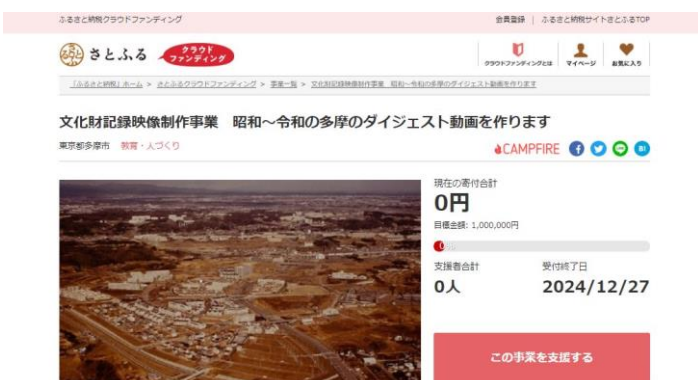 ふるさと納税クラウドファンディング
会員登録 | ふるさと納税サイトさとふるTOP
さとふる クラウドファンディング
クラウドファンディングとは マイページ お気に入り
「ふるさと納税」ホーム > さとふるクラウドファンディング > 事業一覧 > 文化財記録映像制作事業 昭和～令和の多摩のダイジェスト動画を作ります
文化財記録映像制作事業 昭和～令和の多摩のダイジェスト動画を作ります
東京都多摩市 教育・人づくり
CAMPFIRE
現在の寄付合計
0円
目標金額: 1,000,000円
支援者合計 受付終了日
0人 2024/12/27
この事業を支援する